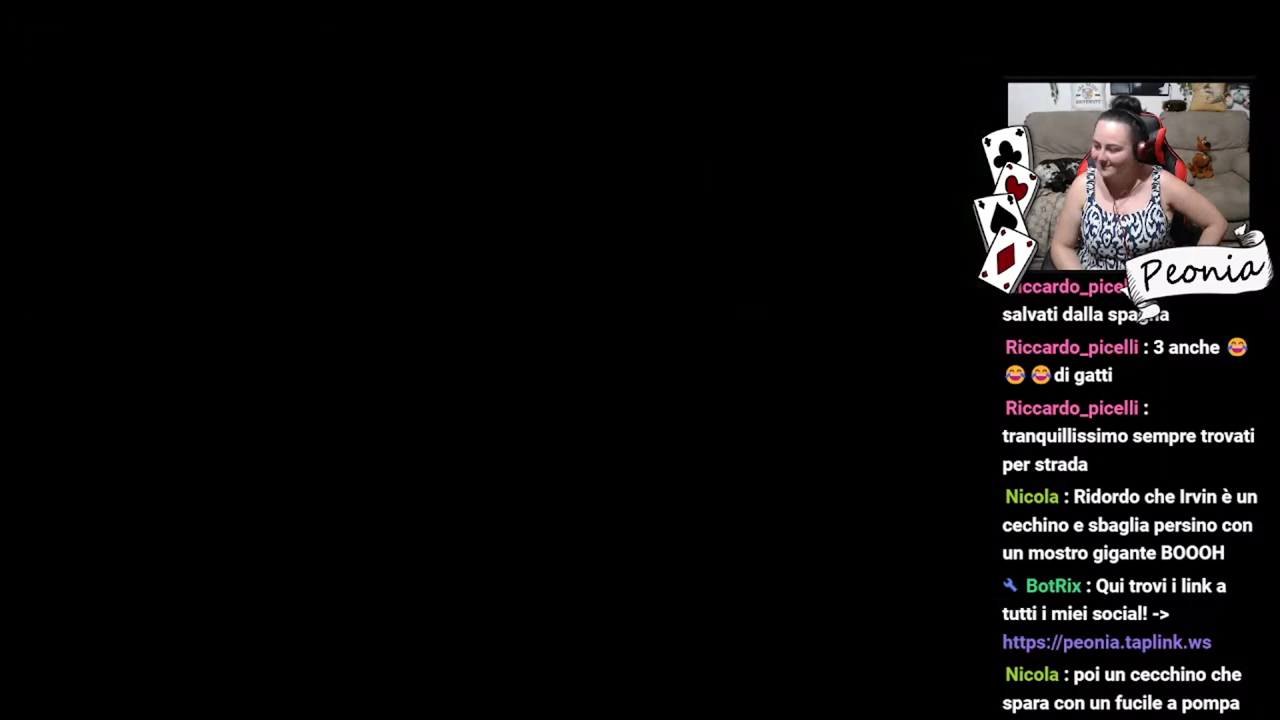 Peonia
salvati dalla spagna
Riccardo_picelli : 3 anche 😂
😂 😂 di gatti
Riccardo_picelli :
tranquillissimo sempre trovati
per strada
Nicola : Ridordo che Irvin è un
cechino e sbaglia persino con
un mostro gigante BOOOH
BotRix : Qui trovi i link a
tutti i miei social! ->
https://peonia.taplink.ws
Nicola : poi un cecchino che
spara con un fucile a pompa